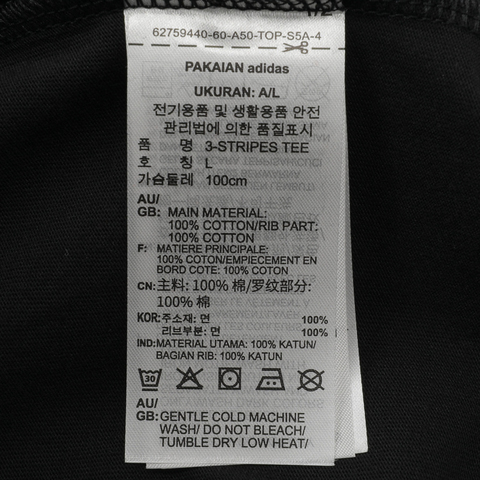 1/2
62759440-60-A50-TOP-S5A-4
PAKAIAN adidas
UKURAN: A/L
전기용품 및 생활용품 안전
관리법에 의한 품질표시
품 명 3-STRIPES TEE
호 칭 L
가슴둘레 100cm
AU/
GB: MAIN MATERIAL:
100% COTTON/RIB PART:
100% COTTON
F: MATIERE PRINCIPALE:
100% COTON/EMPIECEMENT EN
BORD COTE: 100% COTON
CN: 主料: 100% 棉/罗纹部分:
100% 棉
KOR: 주소재: 면 100%
리브부분: 면 100%
IND: MATERIAL UTAMA: 100% KATUN/
BAGIAN RIB: 100% KATUN
30
AU/
GB: GENTLE COLD MACHINE
WASH/ DO NOT BLEACH/
TUMBLE DRY LOW HEAT/